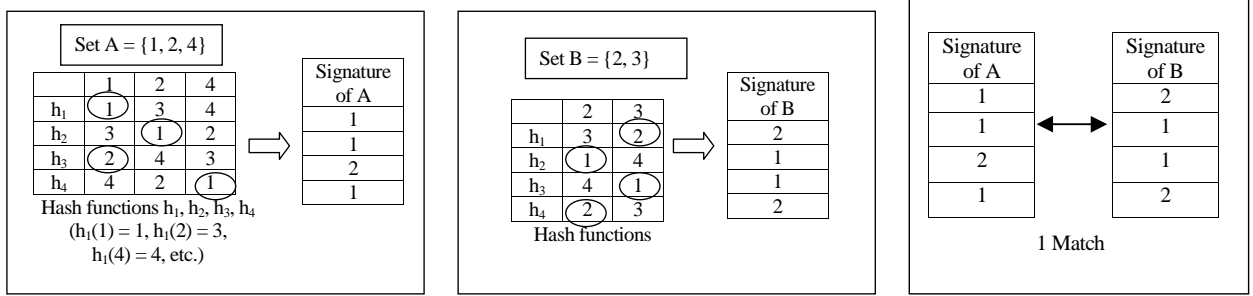 Set A = {1, 2, 4}
1 2 4
h1 1 3 4
h2 3 1 2
h3 2 4 3
h4 4 2 1
Hash functions h1, h2, h3, h4
(h1(1) = 1, h1(2) = 3,
h1(4) = 4, etc.)
Signature
of A
1
1
2
1
Set B = {2, 3}
2 3
h1 3 2
h2 1 4
h3 4 1
h4 2 3
Hash functions
Signature
of B
2
1
1
2
Signature
of A
1
1
2
1
Signature
of B
2
1
1
2
1 Match